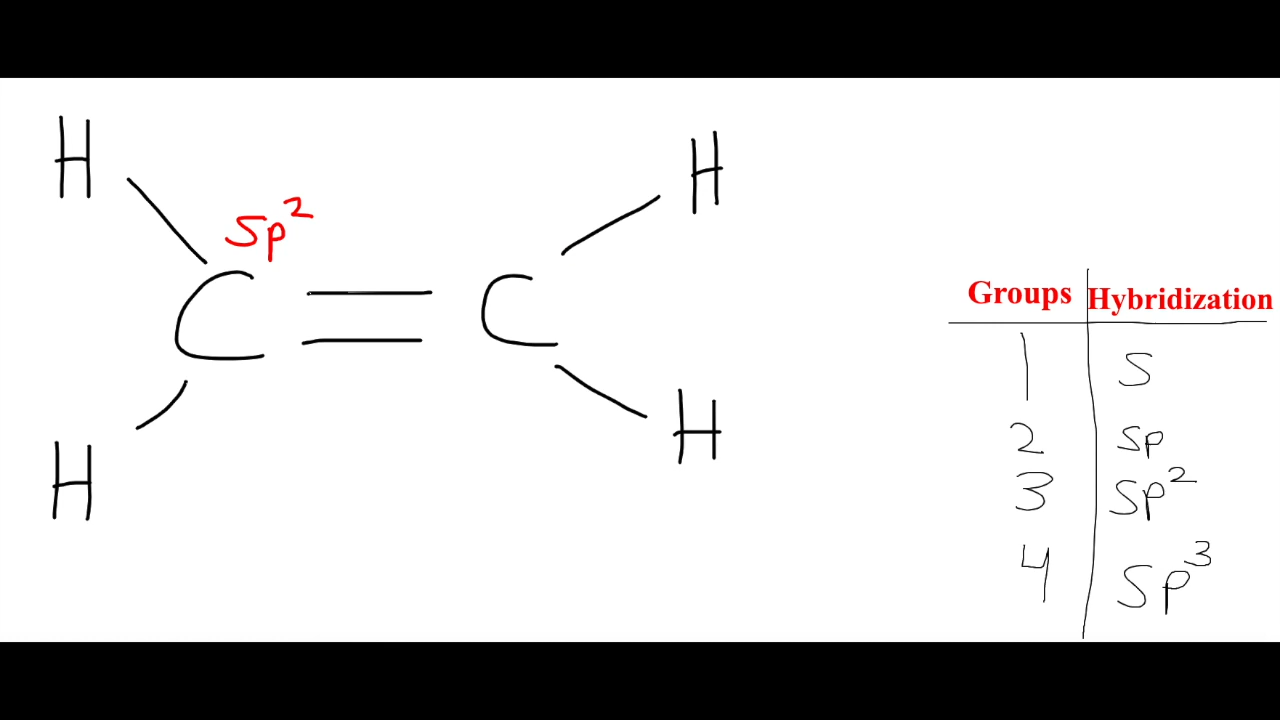 H H
Sp²
C = C
H H
Groups Hybridization
1 S
2 Sp
3 Sp²
4 Sp³